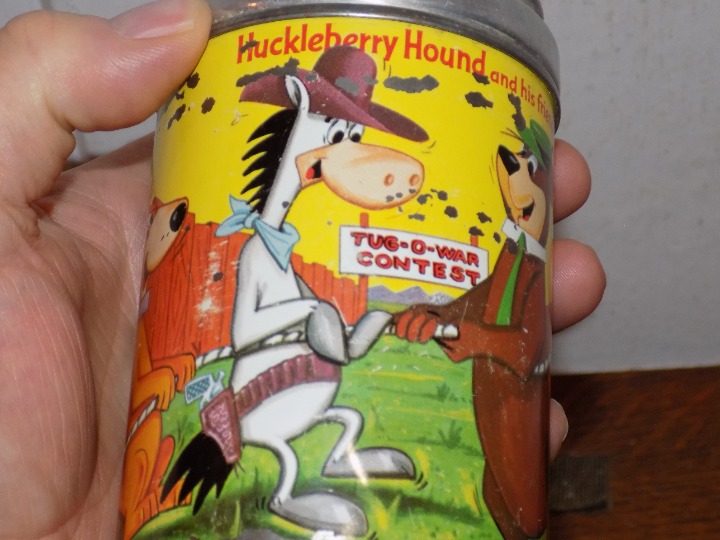 Huckleberry Hound and his
TUG-O-WAR
CONTEST